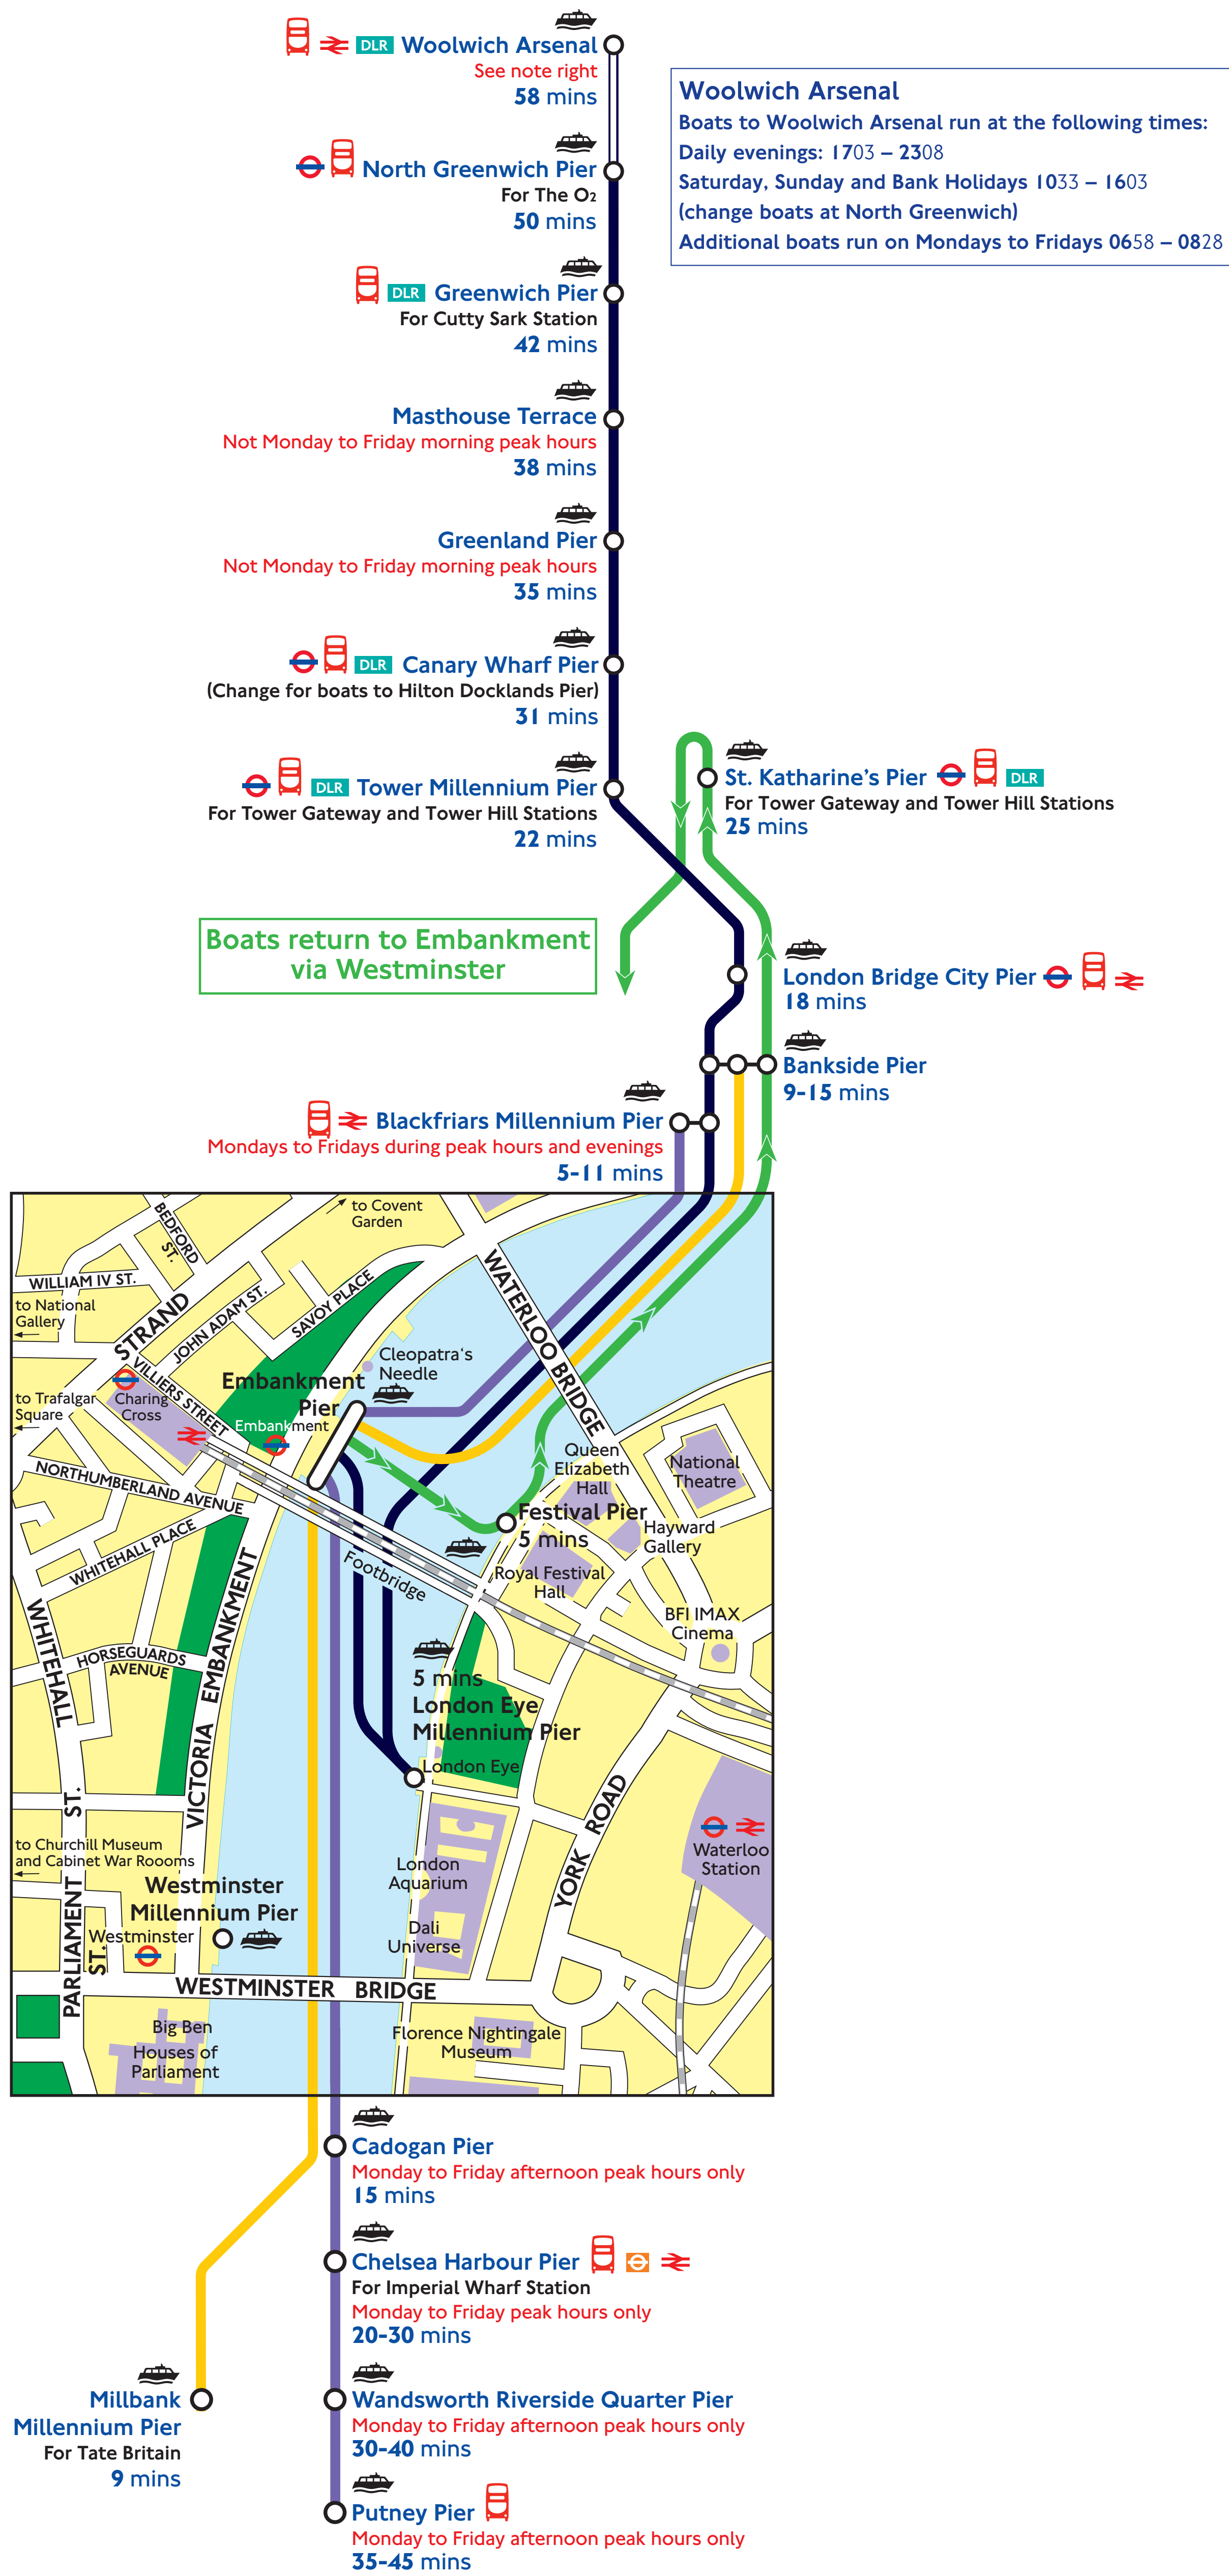 DLR Woolwich Arsenal
See note right
58 mins
Woolwich Arsenal
Boats to Woolwich Arsenal run at the following times:
Daily evenings: 1703 – 2308
Saturday, Sunday and Bank Holidays 1033 – 1603
(change boats at North Greenwich)
Additional boats run on Mondays to Fridays 0658 – 0828
North Greenwich Pier
For The O2
50 mins
DLR Greenwich Pier
For Cutty Sark Station
42 mins
Masthouse Terrace
Not Monday to Friday morning peak hours
38 mins
Greenland Pier
Not Monday to Friday morning peak hours
35 mins
DLR Canary Wharf Pier
(Change for boats to Hilton Docklands Pier)
31 mins
DLR Tower Millennium Pier
For Tower Gateway and Tower Hill Stations
22 mins
St. Katharine's Pier DLR
For Tower Gateway and Tower Hill Stations
25 mins
Boats return to Embankment
via Westminster
London Bridge City Pier
18 mins
Bankside Pier
9-15 mins
Blackfriars Millennium Pier
Mondays to Fridays during peak hours and evenings
5-11 mins
to Covent
Garden
BEDFORD
ST.
WILLIAM IV ST.
to National
Gallery
STRAND
JOHN ADAM ST.
SAVOY PLACE
WATERLOO BRIDGE
Cleopatra's
Needle
VILLIERS STREET
Embankment
Pier
to Trafalgar
Square
Charing
Cross
Embankment
NORTHUMBERLAND AVENUE
Queen
Elizabeth
Hall
National
Theatre
Festival Pier
5 mins
Hayward
Gallery
WHITEHALL PLACE
Footbridge
Royal Festival
Hall
BFI IMAX
Cinema
WHITEHALL
HORSEGUARDS
AVENUE
VICTORIA EMBANKMENT
5 mins
London Eye
Millennium Pier
London Eye
YORK ROAD
Waterloo
Station
to Churchill Museum
and Cabinet War Roooms
London
Aquarium
Westminster
Millennium Pier
Westminster
PARLIAMENT ST.
ST.
Dali
Universe
WESTMINSTER BRIDGE
Big Ben
Houses of
Parliament
Florence Nightingale
Museum
Cadogan Pier
Monday to Friday afternoon peak hours only
15 mins
Chelsea Harbour Pier
For Imperial Wharf Station
Monday to Friday peak hours only
20-30 mins
Millbank
Millennium Pier
For Tate Britain
9 mins
Wandsworth Riverside Quarter Pier
Monday to Friday afternoon peak hours only
30-40 mins
Putney Pier
Monday to Friday afternoon peak hours only
35-45 mins